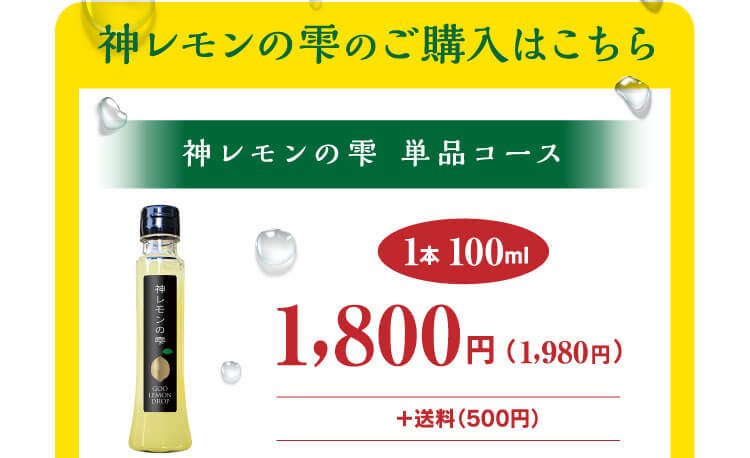 神レモンの雫のご購入はこちら
神レモンの雫 単品コース
1本 100ml
1,800円(1,980円)
+送料(500円)
神レモンの雫
GOD
LEMON
DROP